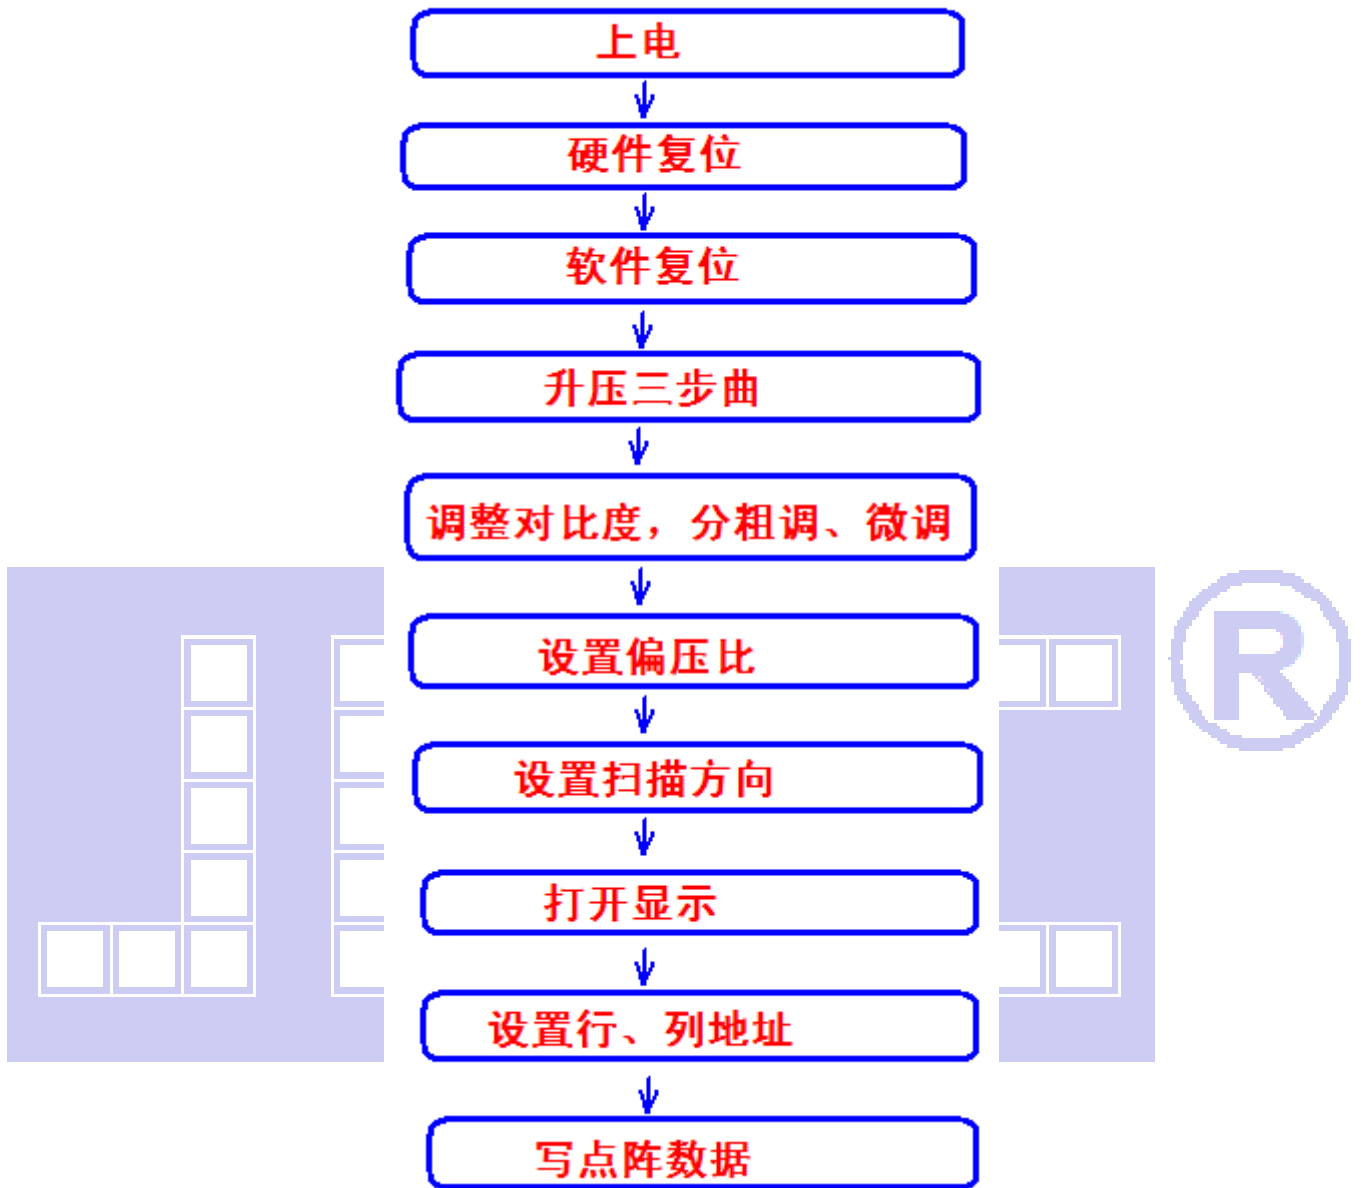 上电
硬件复位
软件复位
升压三步曲
调整对比度，分粗调、微调
设置偏压比
设置扫描方向
打开显示
设置行、列地址
写点阵数据
R